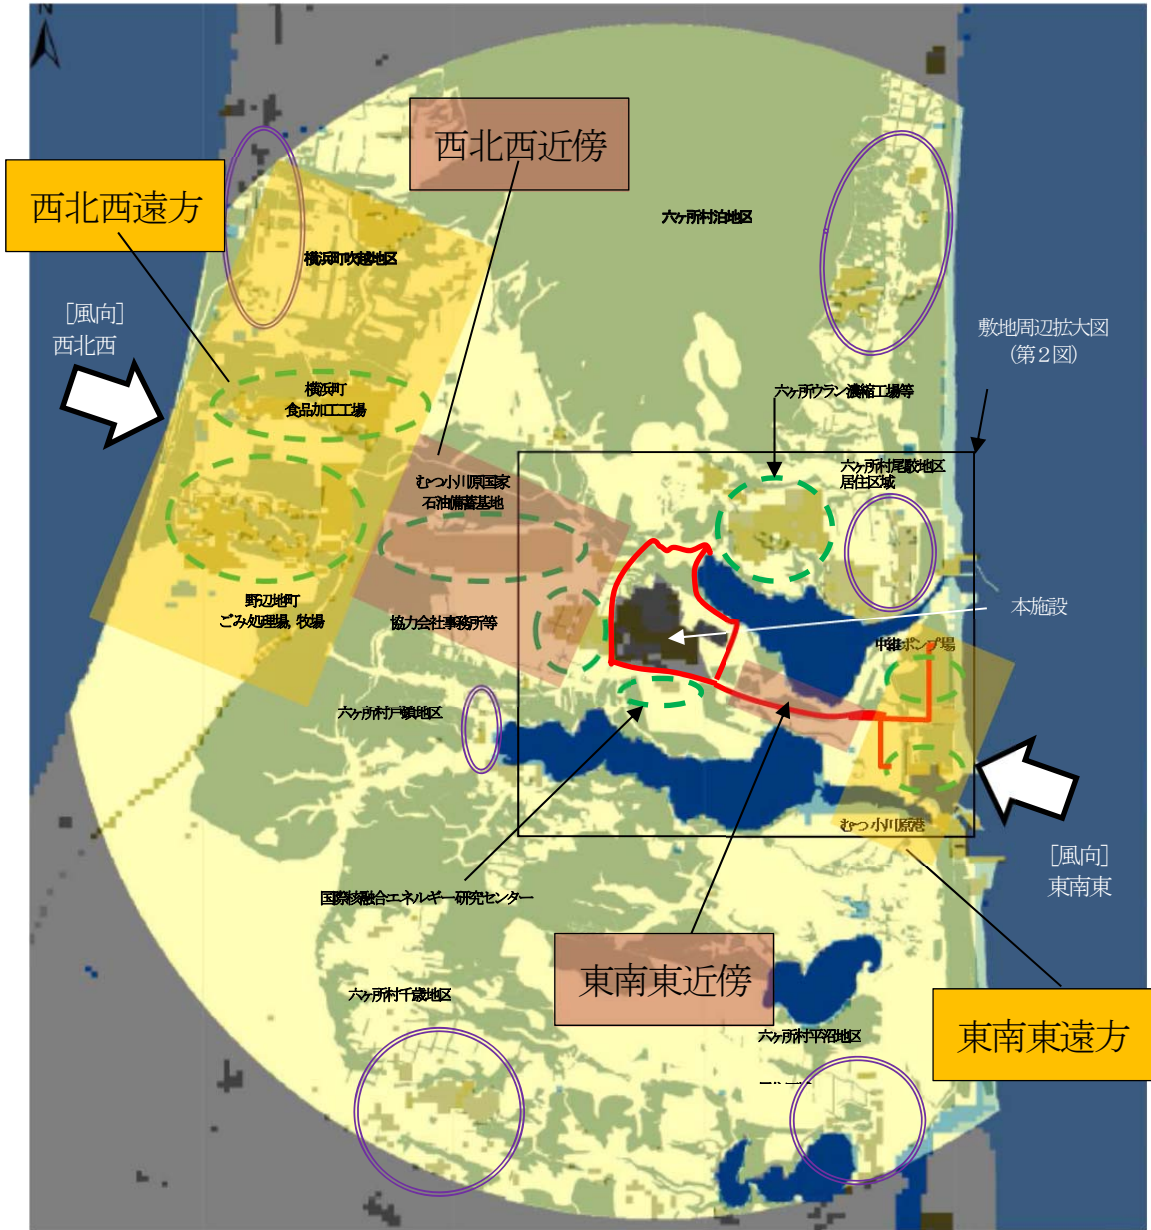 N
西北西近傍
西北西遠方
六ヶ所村泊地区
横浜町吹越地区
[風向]
西北西
敷地周辺拡大図
(第2図)
横浜町
食品加工工場
六ヶ所ウラン濃縮工場等
六ヶ所村尾駮地区
居住区域
むつ小川原国家
石油備蓄基地
本施設
野辺地町
ごみ処理場, 牧場
協力会社事務所等
中継ポンプ場
六ヶ所村戸鎖地区
むつ小川原港
[風向]
東南東
国際核融合エネルギー研究センター
東南東近傍
六ヶ所村千歳地区
東南東遠方
六ヶ所村平沼地区